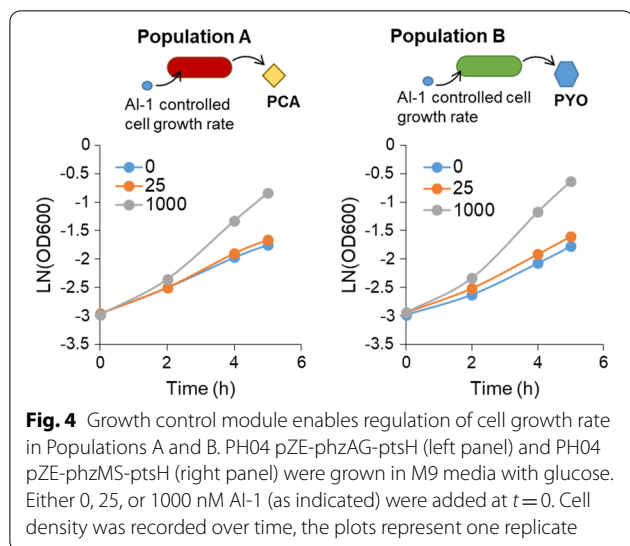 Population A
AI-1 controlled
cell growth rate
PCA
0
25
1000
0
-0.5
-1
-1.5
-2
-2.5
-3
-3.5
LN(OD600)
0
2
4
6
Time (h)
Population B
AI-1 controlled cell
growth rate
PYO
0
25
1000
0
-0.5
-1
-1.5
-2
-2.5
-3
-3.5
LN(OD600)
0
2
4
6
Time (h)
Fig. 4 Growth control module enables regulation of cell growth rate
in Populations A and B. PH04 pZE-phzAG-ptsH (left panel) and PH04
pZE-phzMS-ptsH (right panel) were grown in M9 media with glucose.
Either 0, 25, or 1000 nM AI-1 (as indicated) were added at t = 0. Cell
density was recorded over time, the plots represent one replicate